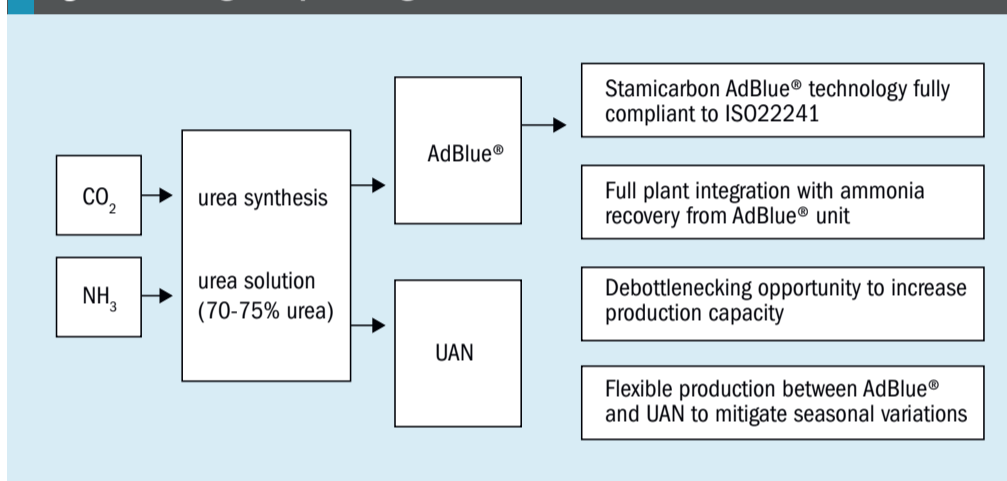 CO₂
NH₃
urea synthesis
urea solution
(70-75% urea)
AdBlue®
UAN
Stamicarbon AdBlue® technology fully
compliant to ISO22241
Full plant integration with ammonia
recovery from AdBlue® unit
Debottlenecking opportunity to increase
production capacity
Flexible production between AdBlue®
and UAN to mitigate seasonal variations